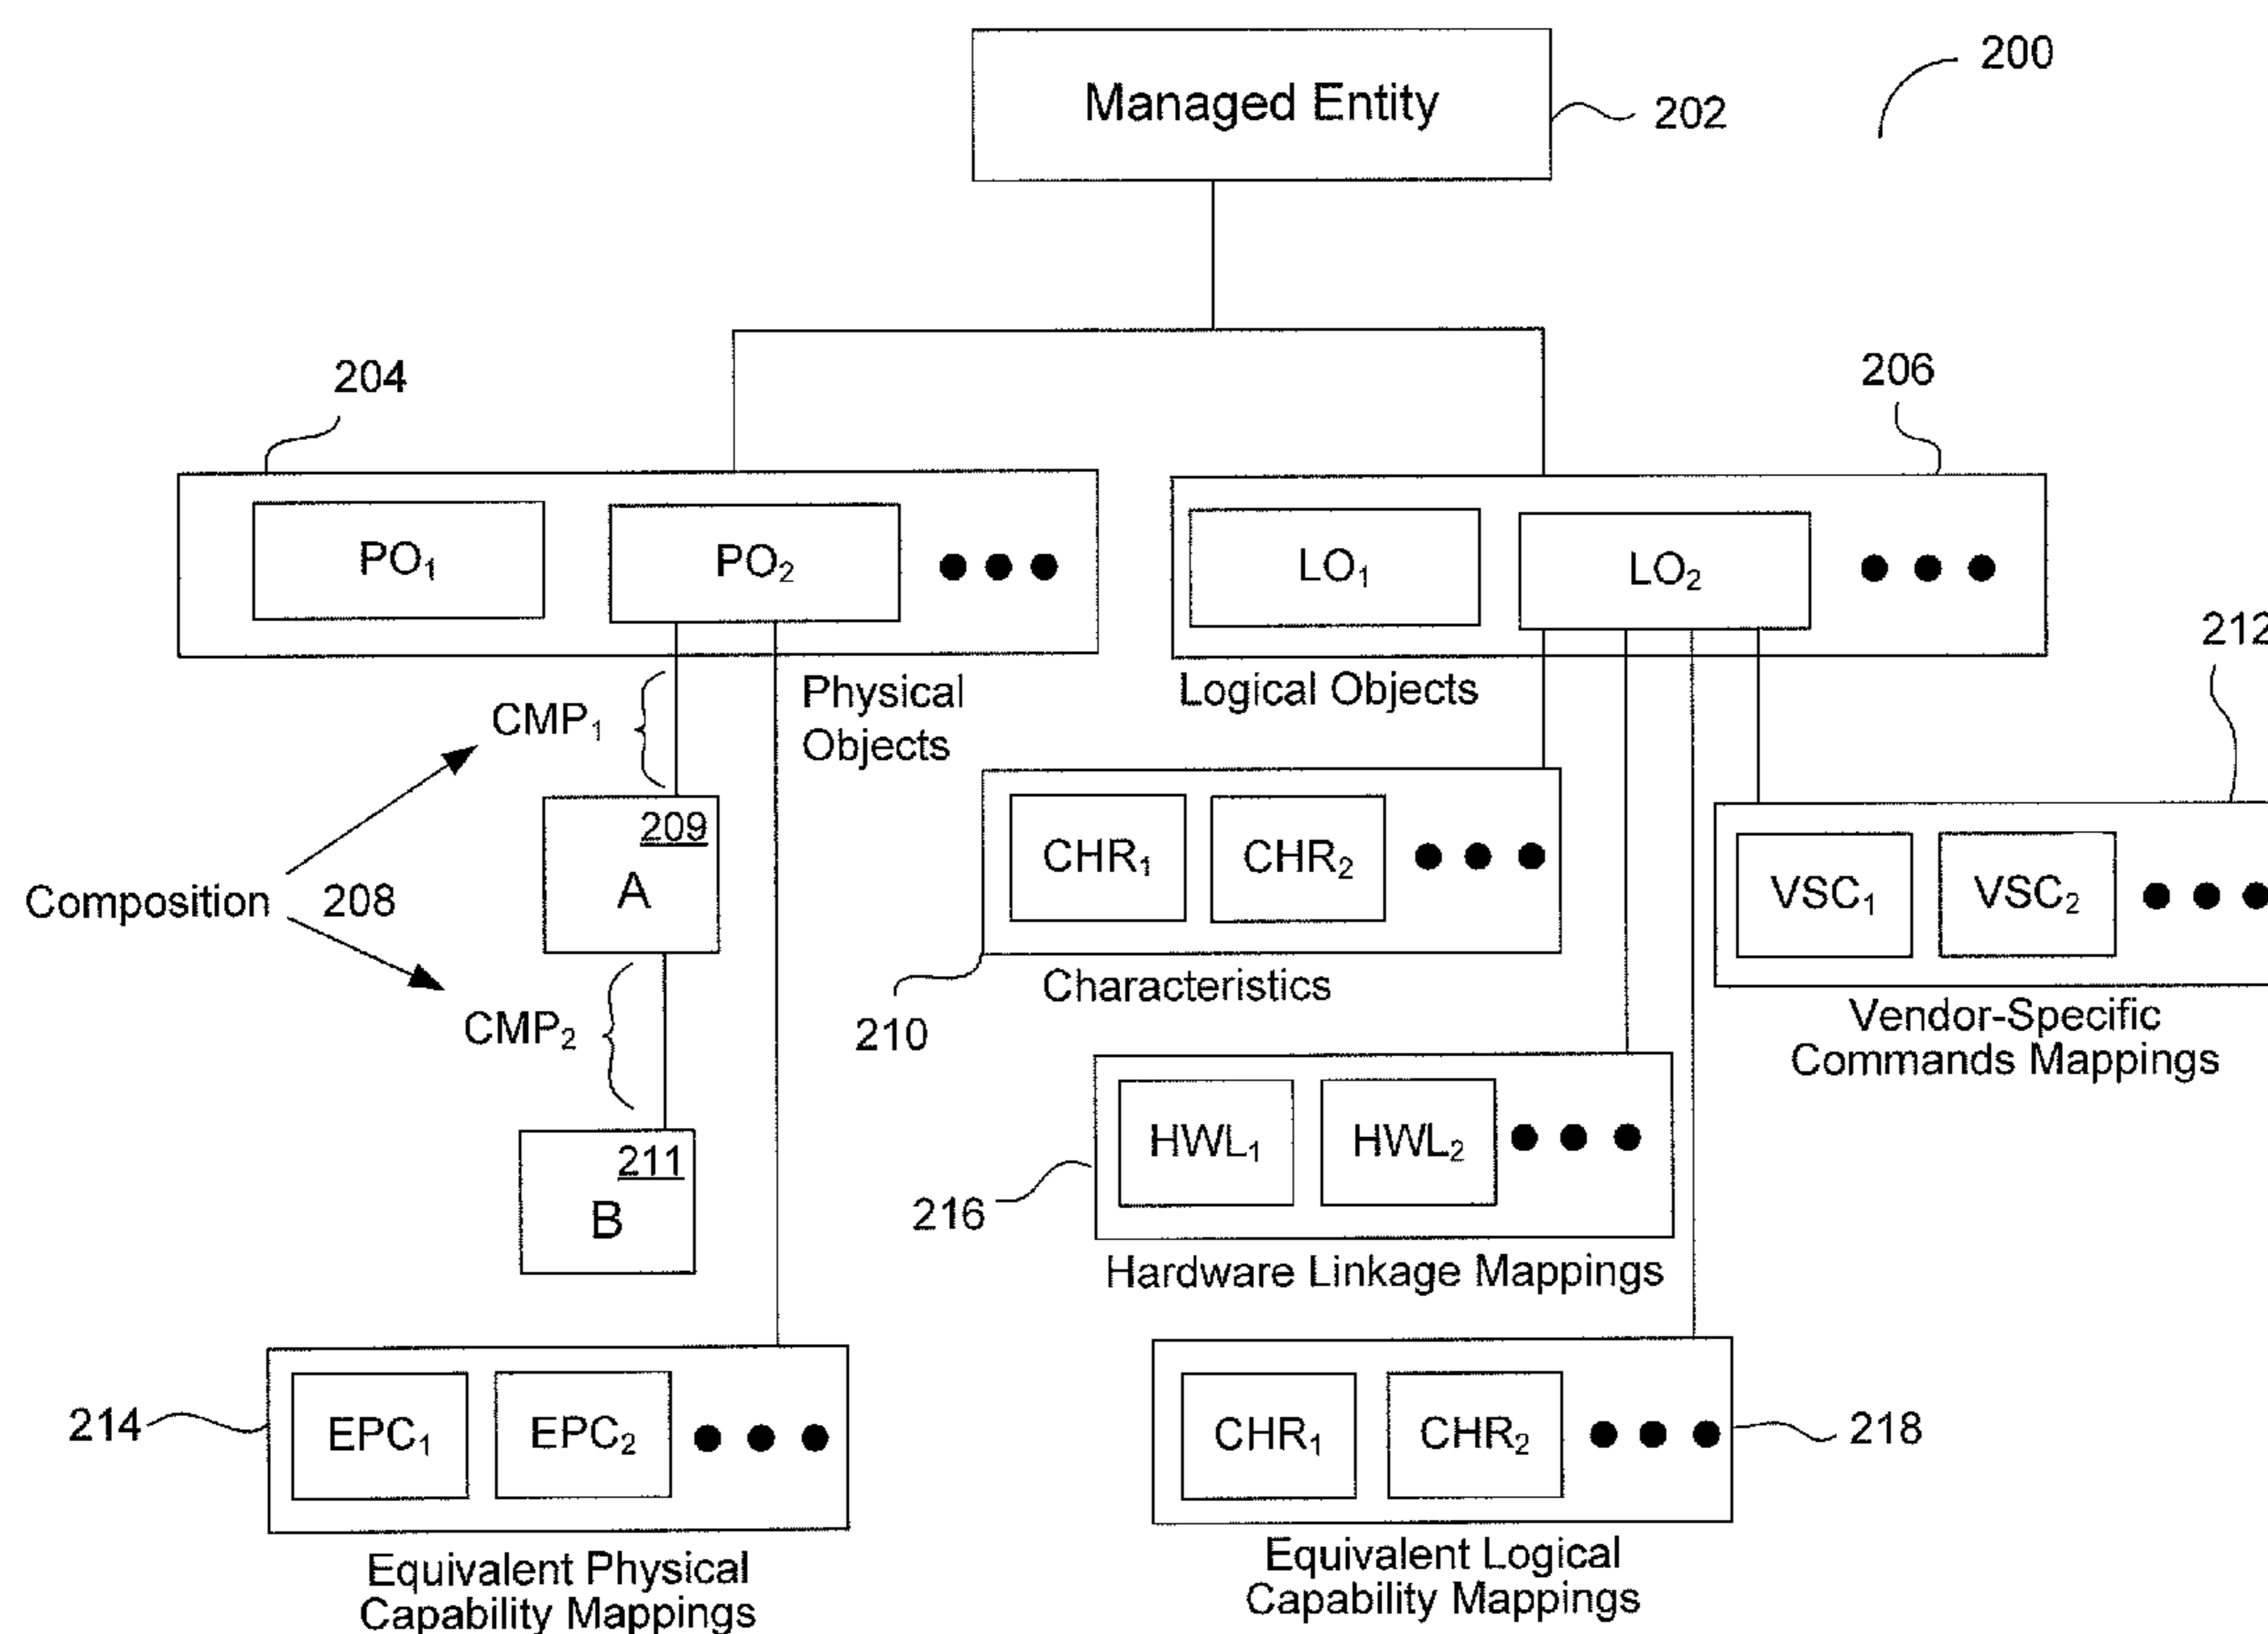 200
Managed Entity
202
204
206
PO₁
PO₂
LO₁
LO₂
212
Physical
Objects
Logical Objects
CMP₁
209
A
CHR₁
CHR₂
VSC₁
VSC₂
Composition
208
Characteristics
210
Vendor-Specific
Commands Mappings
CMP₂
211
B
HWL₁
HWL₂
216
Hardware Linkage Mappings
214
EPC₁
EPC₂
CHR₁
CHR₂
218
Equivalent Physical
Capability Mappings
Equivalent Logical
Capability Mappings